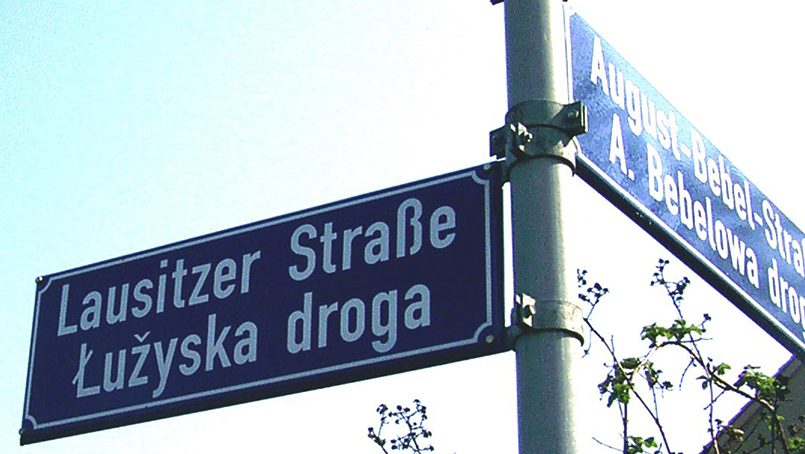 Lausitzer Straße
Łužyska droga
August-Bebel-Stra
A. Bebelowa drog